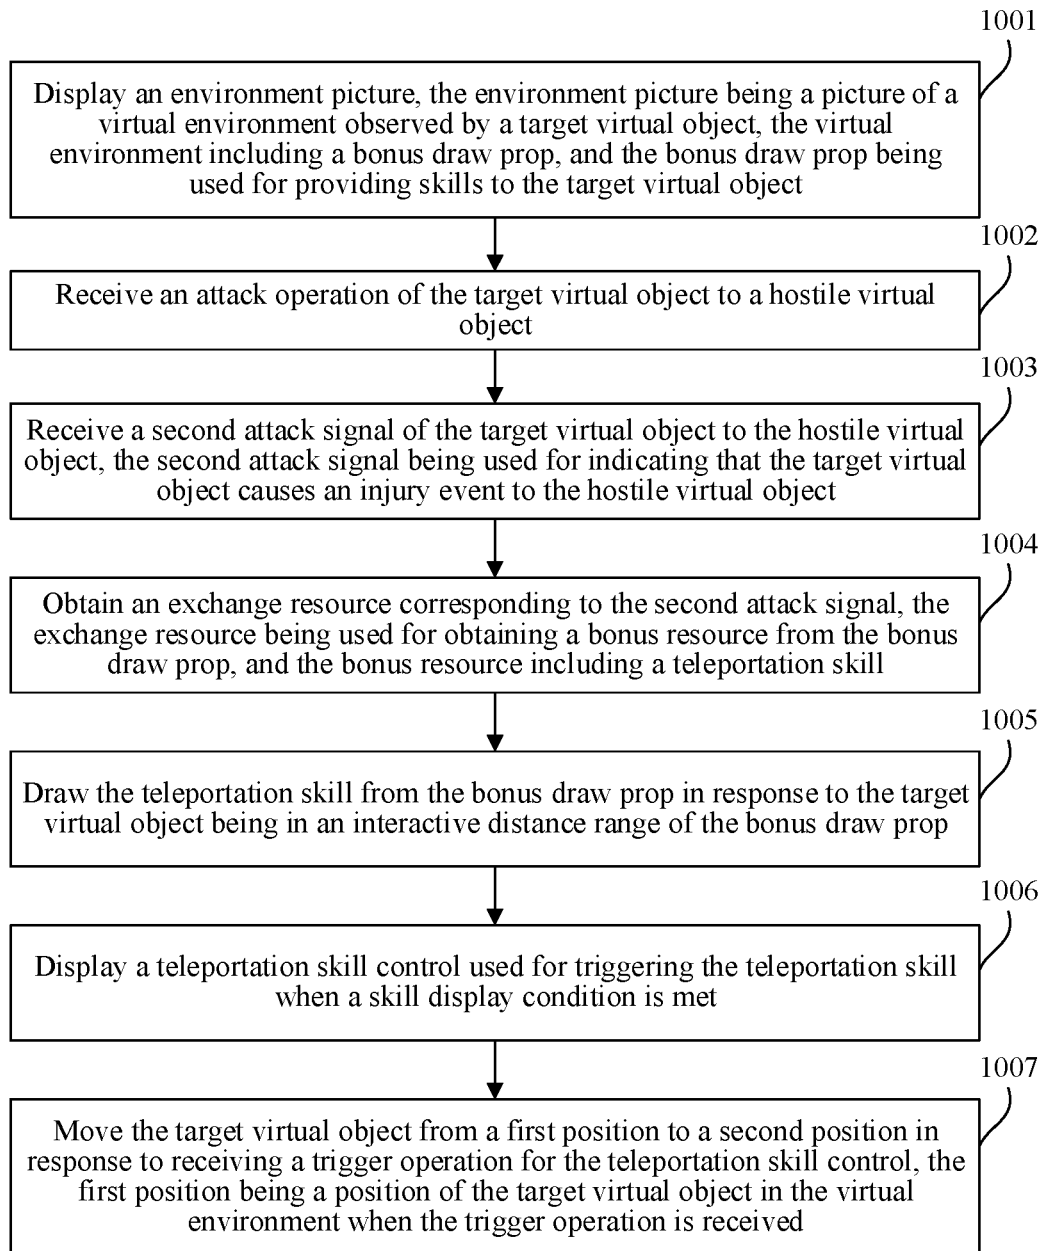 1001
Display an environment picture, the environment picture being a picture of a
virtual environment observed by a target virtual object, the virtual
environment including a bonus draw prop, and the bonus draw prop being
used for providing skills to the target virtual object
1002
Receive an attack operation of the target virtual object to a hostile virtual
object
1003
Receive a second attack signal of the target virtual object to the hostile virtual
object, the second attack signal being used for indicating that the target virtual
object causes an injury event to the hostile virtual object
1004
Obtain an exchange resource corresponding to the second attack signal, the
exchange resource being used for obtaining a bonus resource from the bonus
draw prop, and the bonus resource including a teleportation skill
1005
Draw the teleportation skill from the bonus draw prop in response to the target
virtual object being in an interactive distance range of the bonus draw prop
1006
Display a teleportation skill control used for triggering the teleportation skill
when a skill display condition is met
1007
Move the target virtual object from a first position to a second position in
response to receiving a trigger operation for the teleportation skill control, the
first position being a position of the target virtual object in the virtual
environment when the trigger operation is received